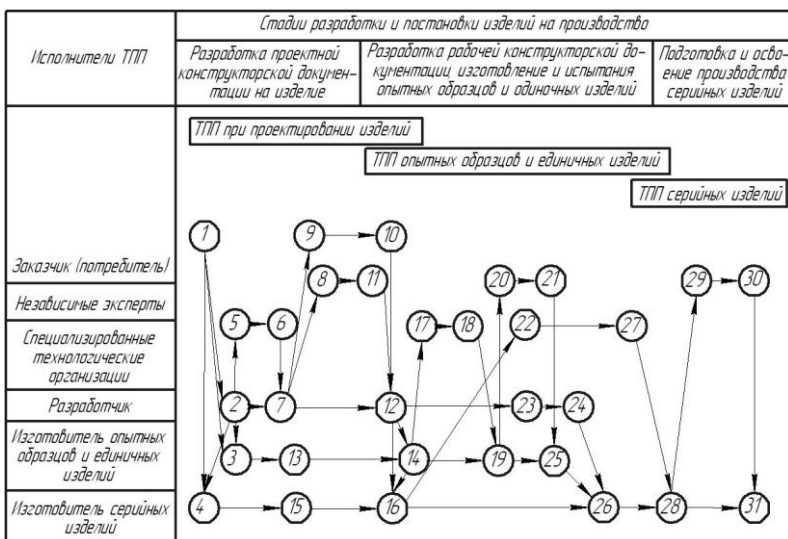 Исполнители ТПП
Стадии разработки и постановки изделий на производство
Разработка проектной
конструкторской докумен-
тации на изделие
Разработка рабочей конструкторской до-
кументации, изготовление и испытания
опытных образцов и одиночных изделий
Подготовка и осво-
ение производства
серийных изделий
ТПП при проектировании изделий
ТПП опытных образцов и единичных изделий
ТПП серийных изделий
1
9
10
Заказчик (потребитель)
8
11
20
21
29
30
Независимые эксперты
5
6
17
18
22
27
Специализированные
технологические
организации
Разработчик
2
7
12
23
24
Изготовитель опытных
образцов и единичных
изделий
3
13
14
19
25
Изготовитель серийных
изделий
4
15
16
26
28
31